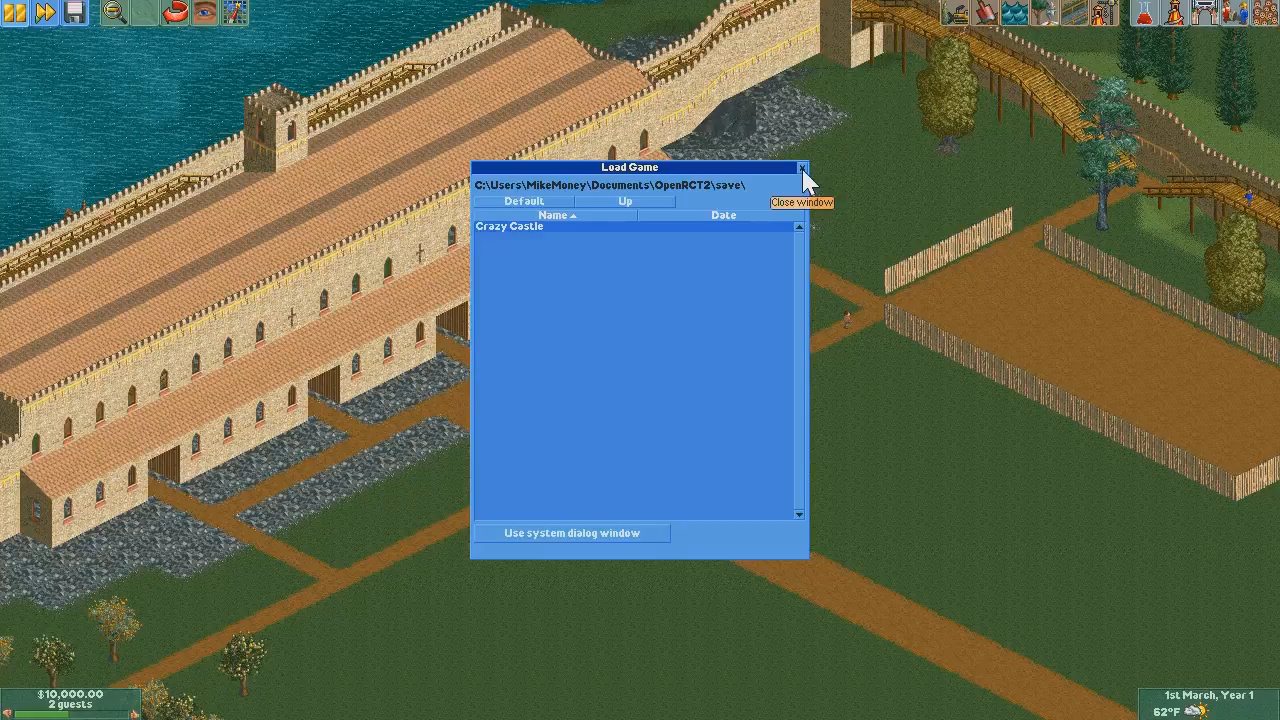 Load Game
C:\Users\MikeMoney\Documents\OpenRCT2\save\
Default Up
Close window
Name Date
Crazy Castle
Use system dialog window
$10,000.00
2 guests
1st March, Year 1
62°F